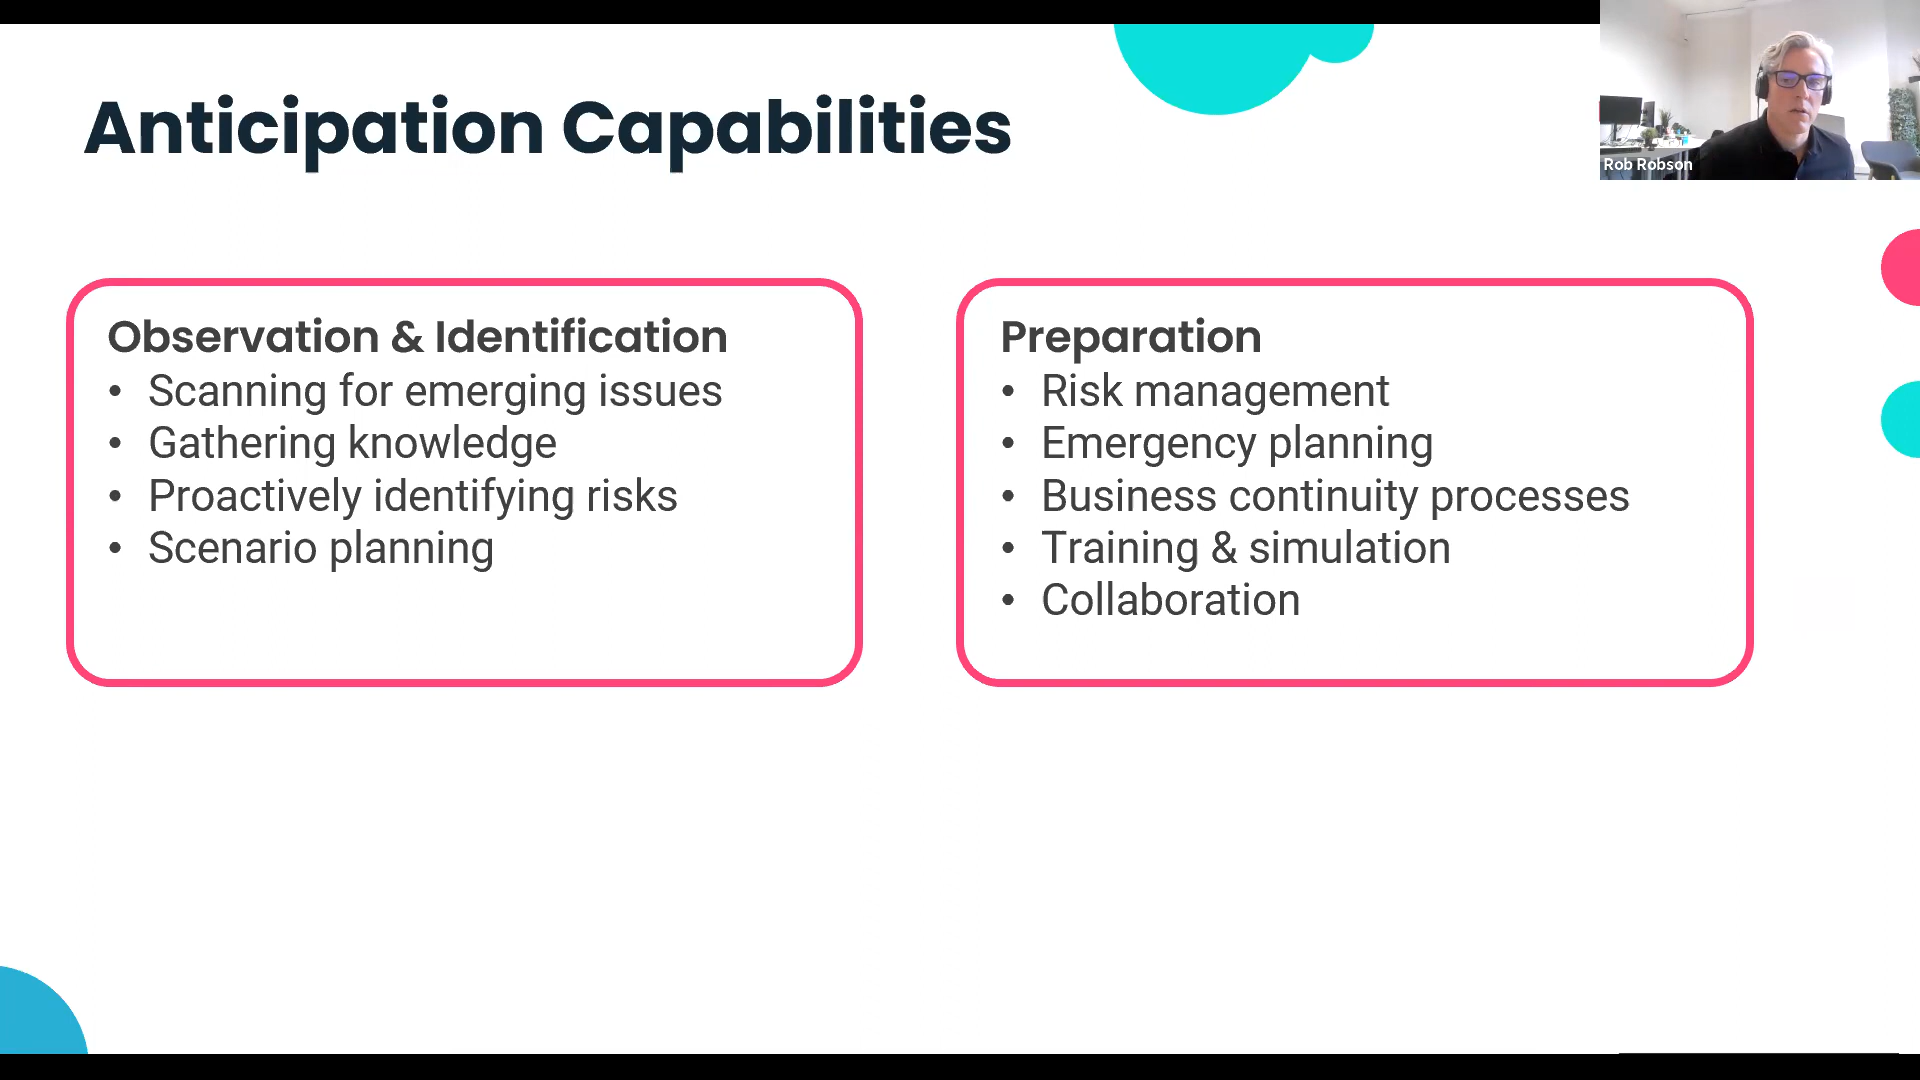 Anticipation Capabilities
Rob Robson
Observation & Identification
• Scanning for emerging issues
• Gathering knowledge
• Proactively identifying risks
• Scenario planning
Preparation
• Risk management
• Emergency planning
• Business continuity processes
• Training & simulation
• Collaboration